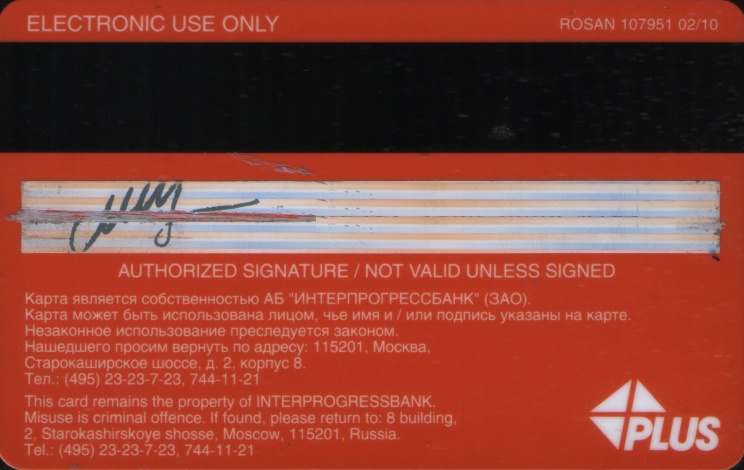 ELECTRONIC USE ONLY
ROSAN 107951 02/10
AUTHORIZED SIGNATURE / NOT VALID UNLESS SIGNED
Карта является собственностью АБ "ИНТЕРПРОГРЕССБАНК" (ЗАО).
Карта может быть использована лицом, чье имя и / или подпись указаны на карте.
Незаконное использование преследуется законом.
Нашедшего просим вернуть по адресу: 115201, Москва,
Старокаширское шоссе, д. 2, корпус 8.
Тел.: (495) 23-23-7-23, 744-11-21
This card remains the property of INTERPROGRESSBANK.
Misuse is criminal offence. If found, please return to: 8 building,
2, Starokashirskoye shosse, Moscow, 115201, Russia.
Tel.: (495) 23-23-7-23, 744-11-21
PLUS